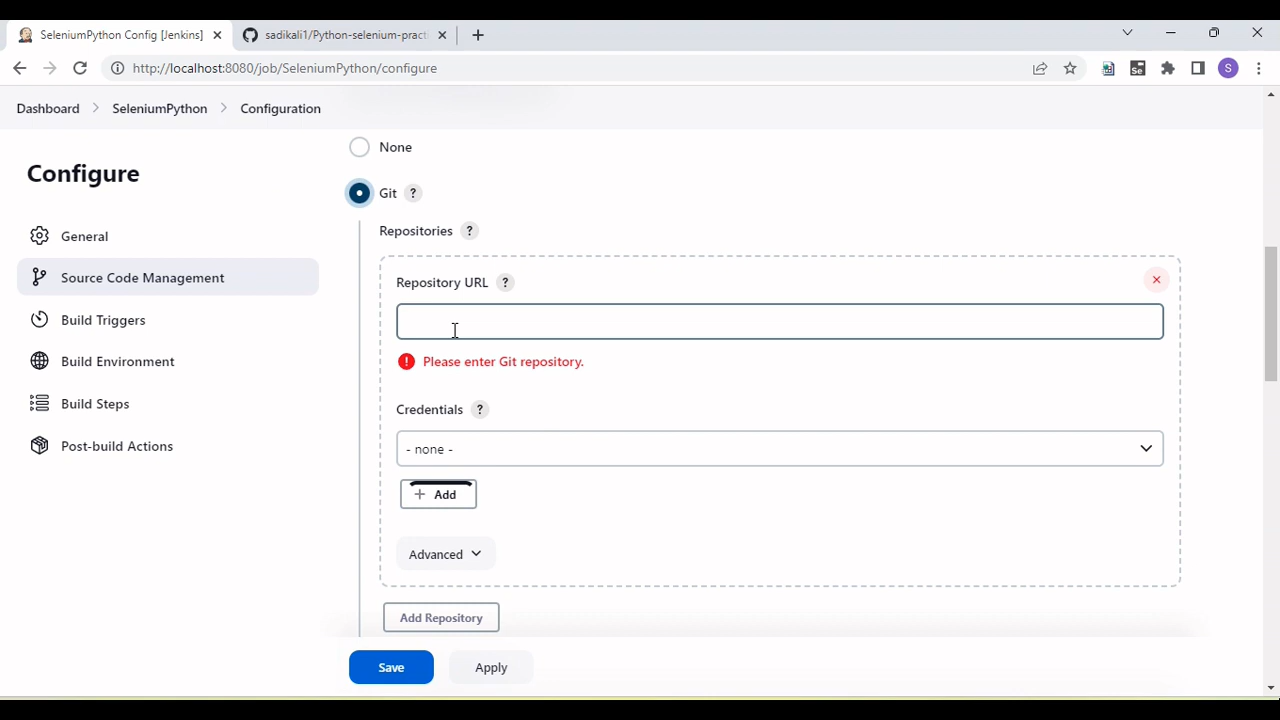 SeleniumPython Config [Jenkins]
sadikali1/Python-selenium-practi
http://localhost:8080/job/SeleniumPython/configure
Se
S
Dashboard
SeleniumPython
Configuration
Configure
General
Source Code Management
Build Triggers
Build Environment
Build Steps
Post-build Actions
None
Git ?
Repositories ?
Repository URL ?
Please enter Git repository.
Credentials ?
- none -
+ Add
Advanced
Add Repository
Save
Apply